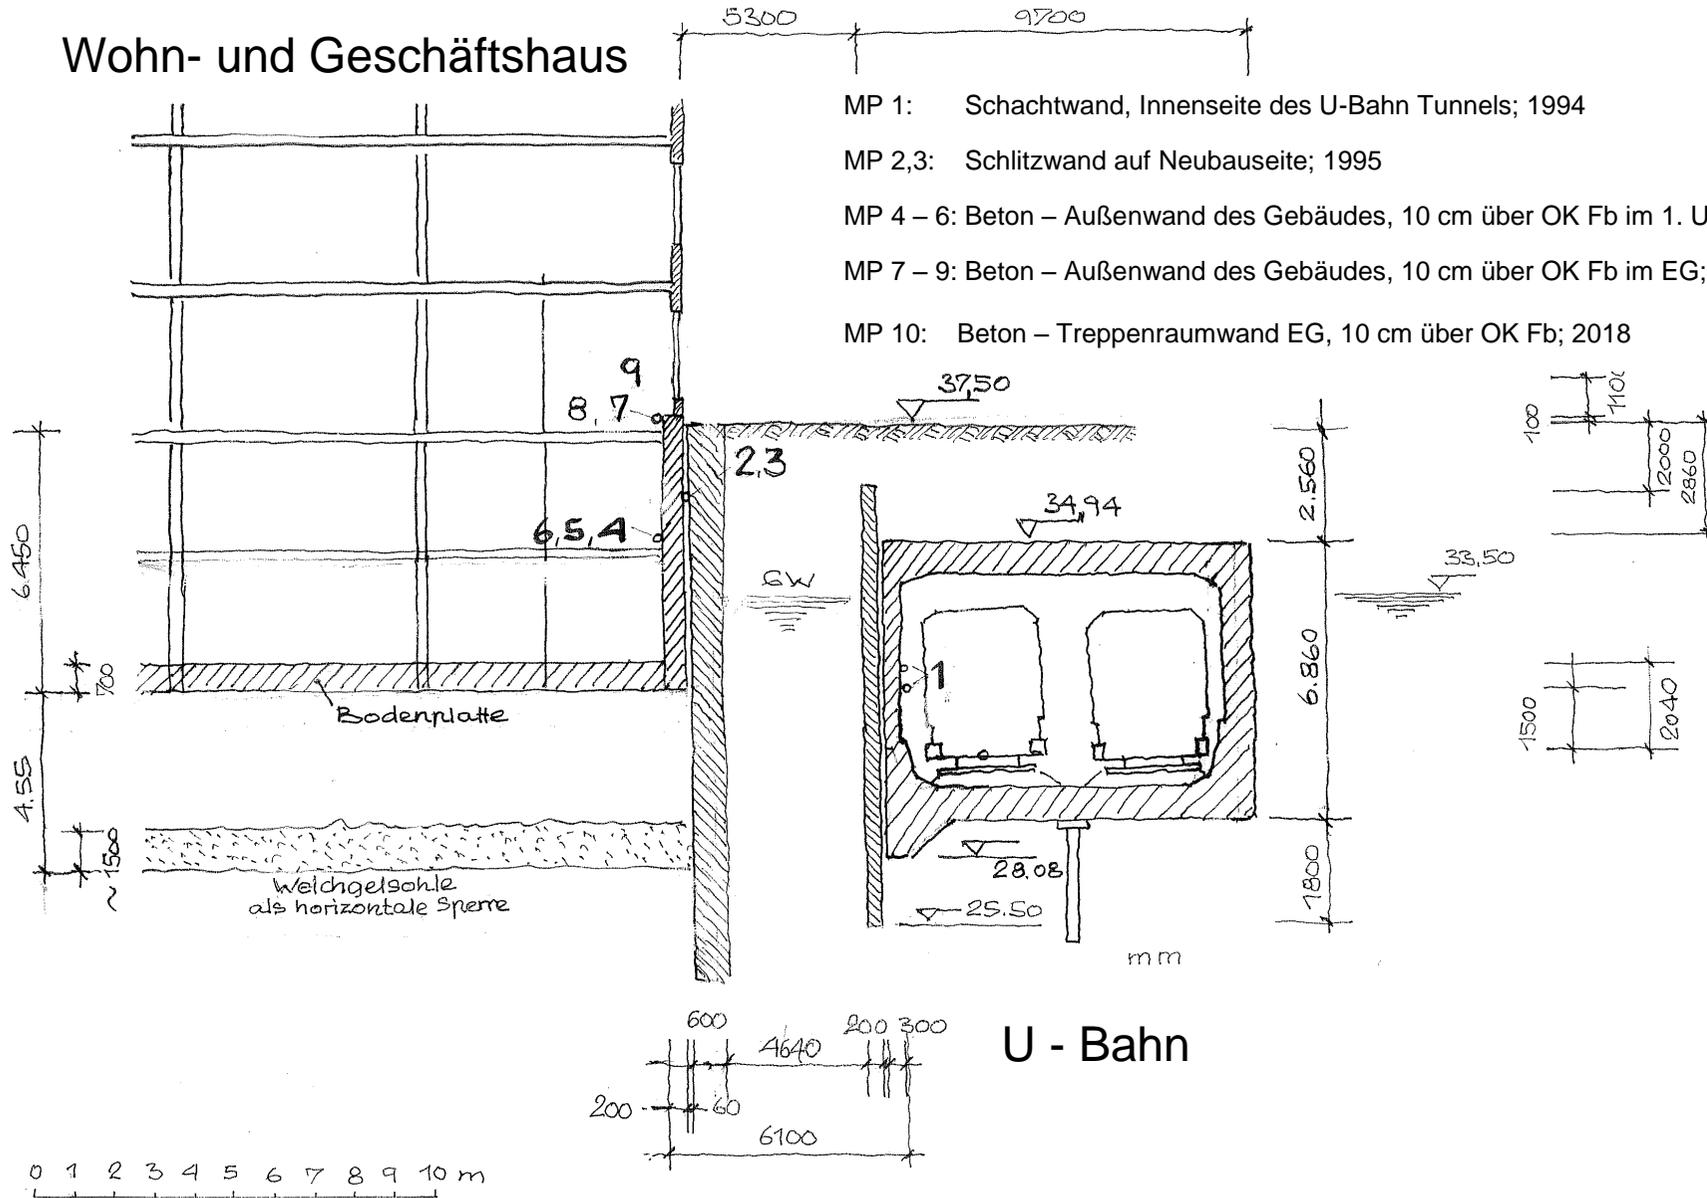 5300 9700
Wohn- und Geschäftshaus
MP 1: Schachtwand, Innenseite des U-Bahn Tunnels; 1994
MP 2,3: Schlitzwand auf Neubauseite; 1995
MP 4 – 6: Beton – Außenwand des Gebäudes, 10 cm über OK Fb im 1. U
MP 7 – 9: Beton – Außenwand des Gebäudes, 10 cm über OK Fb im EG;
MP 10: Beton – Treppenraumwand EG, 10 cm über OK Fb; 2018
9
8, 7
37,50
100
2,3
2.560
2000
2860
34,94
6,5,4
6.450
GW
33,50
6.860
1
700
Bodenplatte
1500
2040
4.55
~ 1500
Weichgelsohle
als horizontale Sperre
28.08
25.50
1800
mm
600
4640
200 300
U - Bahn
200
60
6100
0 1 2 3 4 5 6 7 8 9 10 m